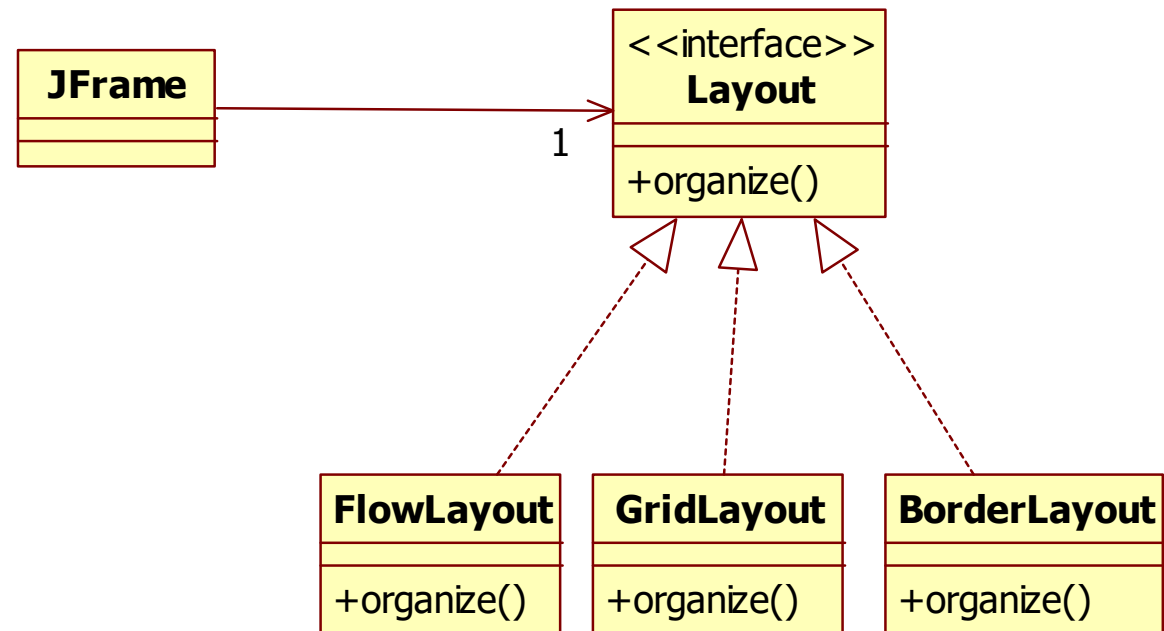 JFrame
<<interface>>
Layout
1
+organize()
FlowLayout
+organize()
GridLayout
+organize()
BorderLayout
+organize()